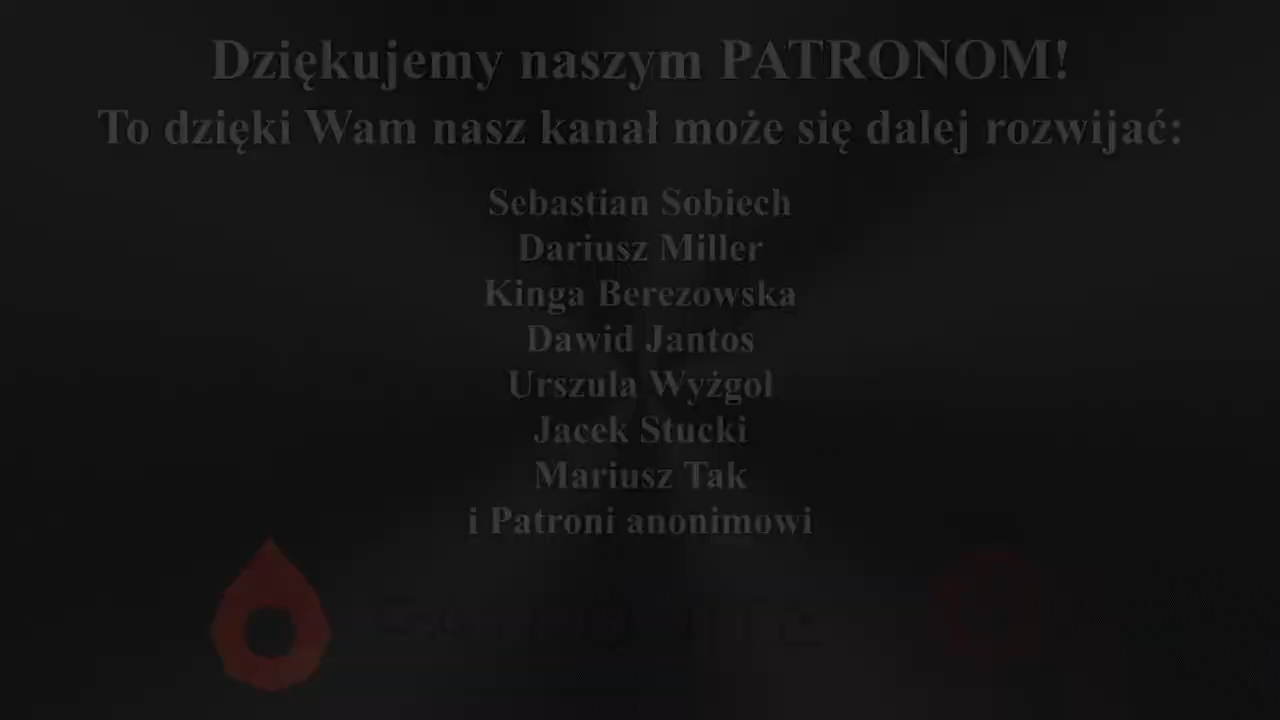 Dziękujemy naszym PATRONOM!
To dzięki Wam nasz kanał może się dalej rozwijać:
Sebastian Sobiech
Dariusz Miller
Kinga Berezowska
Dawid Jantos
Urszula Wyżgol
Jacek Stucki
Mariusz Tak
i Patroni anonimowi